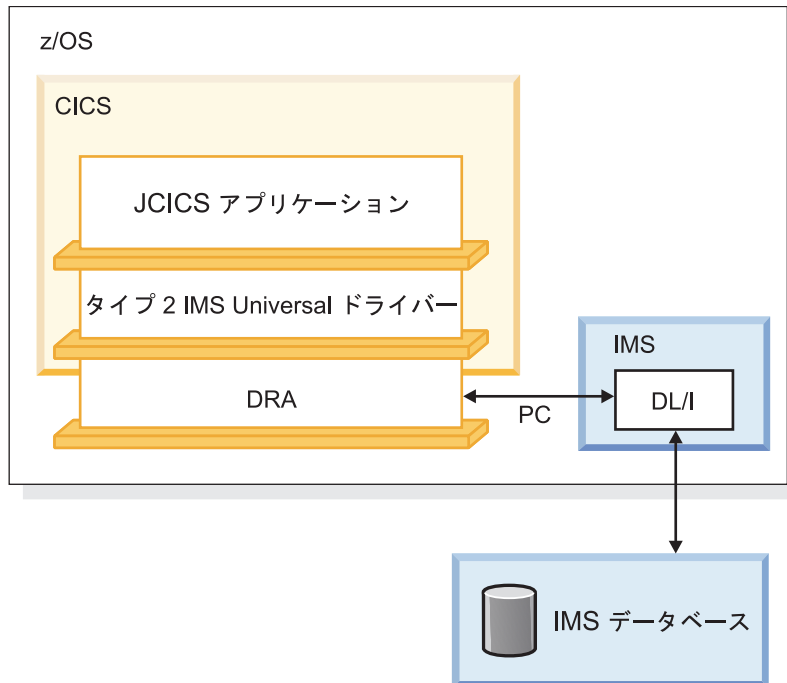 z/OS
CICS
JCICS アプリケーション
タイプ 2 IMS Universal ドライバー
DRA
PC
IMS
DL/I
IMS データベース